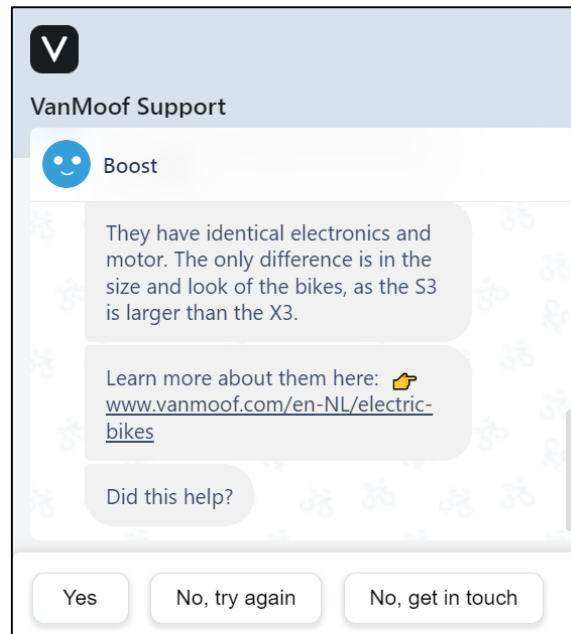 V
VanMoof Support
Boost
They have identical electronics and
motor. The only difference is in the
size and look of the bikes, as the S3
is larger than the X3.
Learn more about them here: 👉
www.vanmoof.com/en-NL/electric-
bikes
Did this help?
Yes No, try again No, get in touch